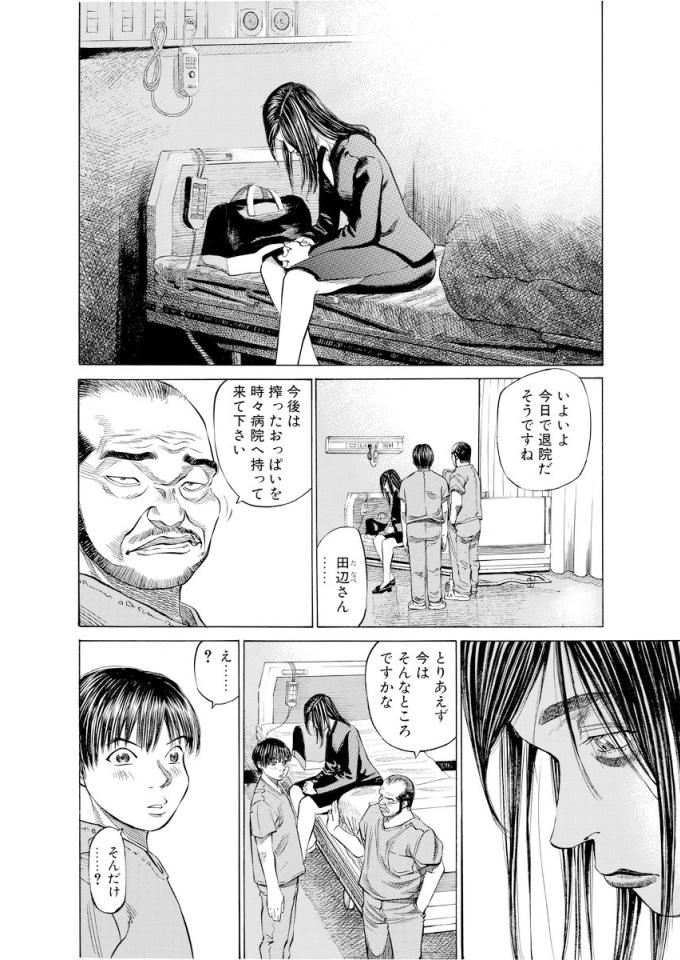 いよいよ
今日で退院だ
そうですね
田辺さん
たなべ
……
今後は
搾ったおっぱいを
時々病院へ持って
来て下さい
とりあえず
今は
そんなところ
ですかな
え……
？
そんだけ
……？